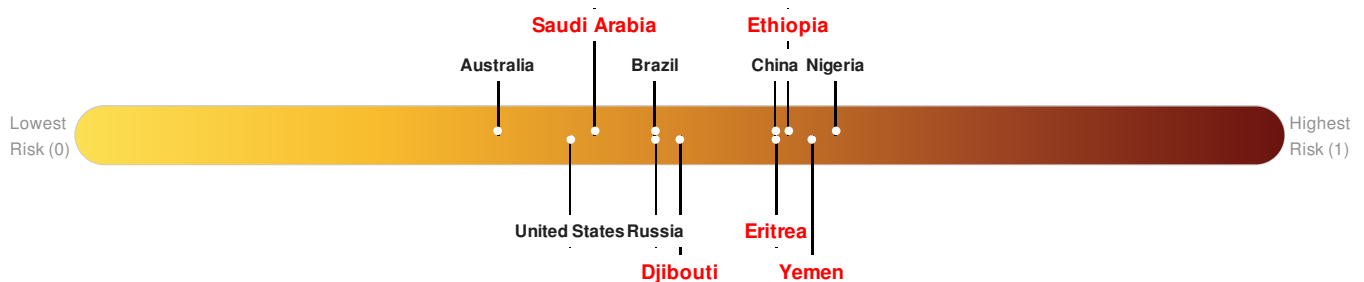 Saudi Arabia
Ethiopia
Australia
Brazil
China
Nigeria
Lowest
Risk (0)
Highest
Risk (1)
United States
Russia
Eritrea
Djibouti
Yemen